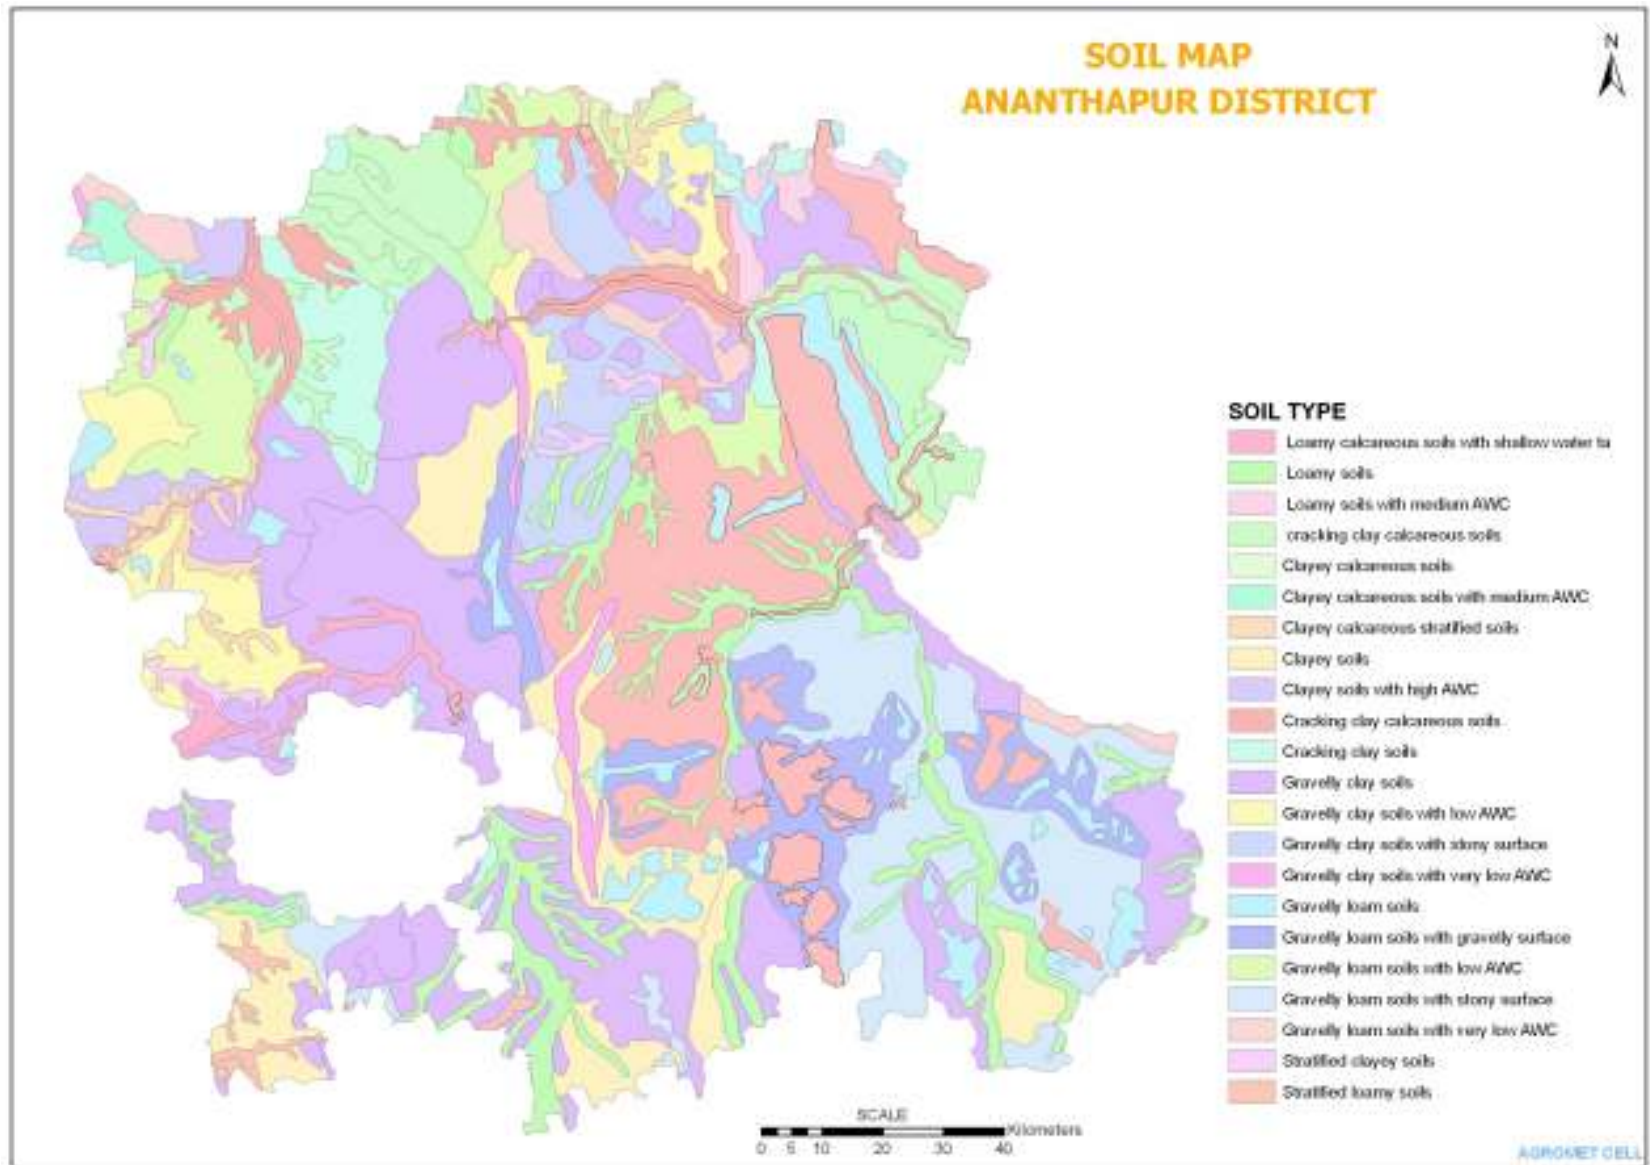 SOIL MAP
ANANTHAPUR DISTRICT
N
SOIL TYPE
Loamy calcareous soils with shallow water ta
Loamy soils
Loamy soils with medium AWC
cracking clay calcareous soils
Clayey calcareous soils
Clayey calcareous soils with medium AWC
Clayey calcareous stratified soils
Clayey soils
Clayey soils with high AWC
Cracking clay calcareous soils
Cracking clay soils
Gravelly clay soils
Gravelly clay soils with low AWC
Gravelly clay soils with stony surface
Gravelly clay soils with very low AWC
Gravelly loam soils
Gravelly loam soils with gravelly surface
Gravelly loam soils with low AWC
Gravelly loam soils with stony surface
Gravelly loam soils with very low AWC
Stratified clayey soils
Stratified loamy soils
SCALE
Kilometers
0 5 10 20 30 40
AGROMET CELL